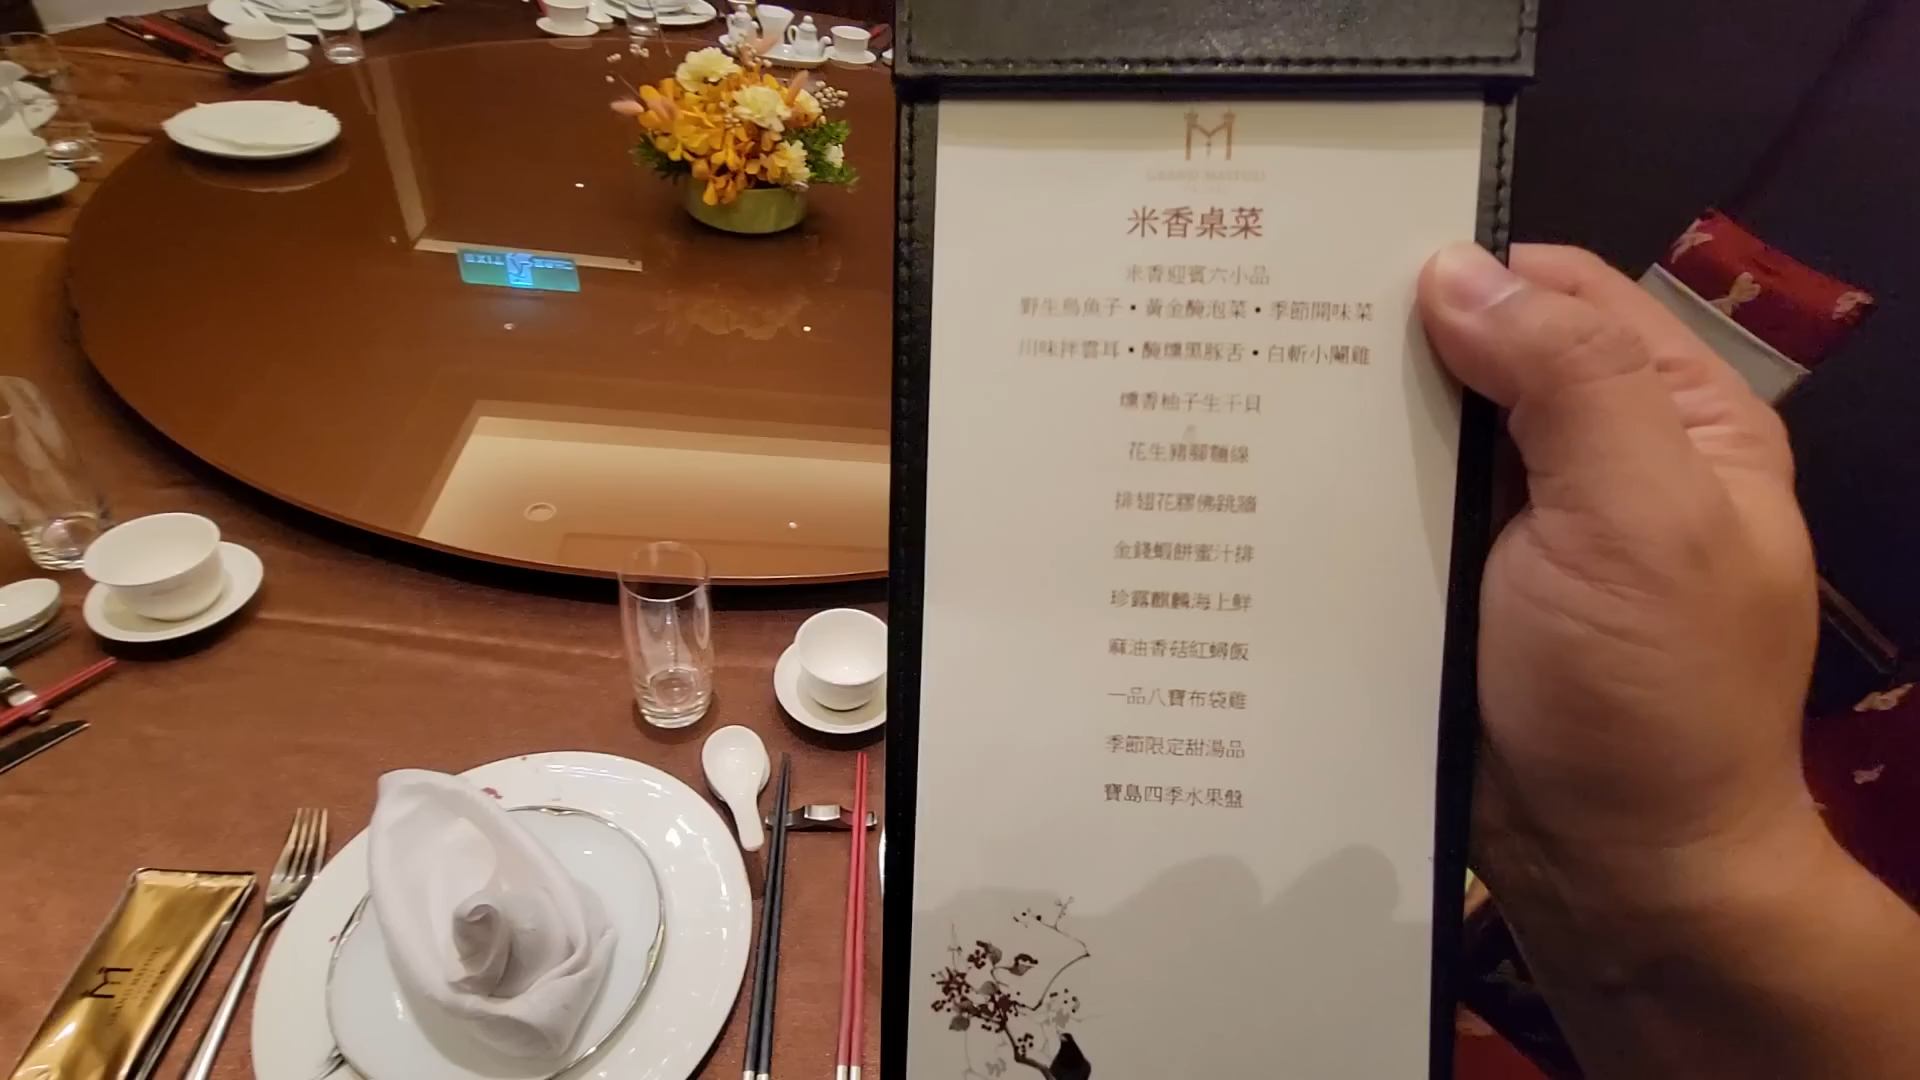 米香桌菜
米香迎賓六小品
野生烏魚子•黃金醃泡菜•季節開味菜
川味拌雲耳•醃燻黑豚舌•白斬小閹雞
燻香柚子生干貝
花生豬腳麵線
排翅花膠佛跳牆
金錢蝦餅蜜汁排
珍露麒麟海上鮮
麻油香菇紅蟳飯
一品八寶布袋雞
季節限定甜湯品
寶島四季水果盤